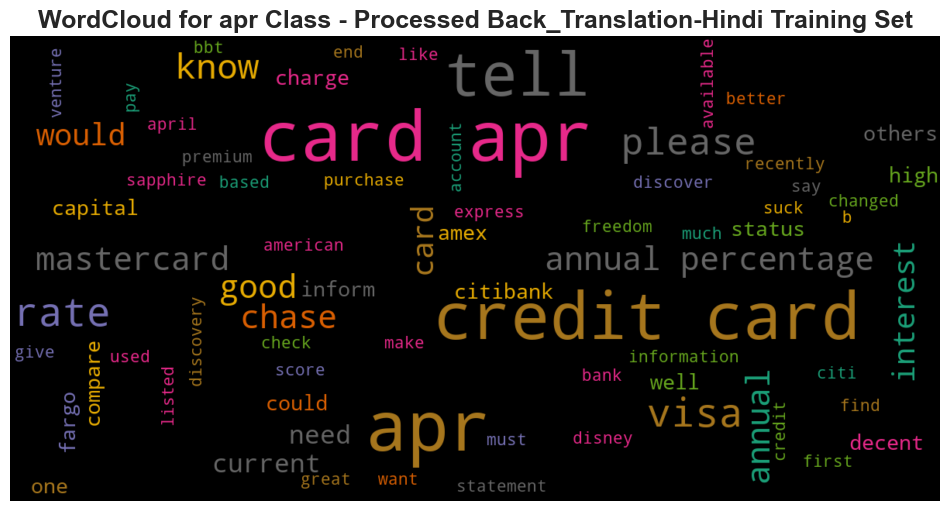 WordCloud for apr Class - Processed Back_Translation-Hindi Training Set
bbt
end
like
know
tell
charge
venture
pay
available
better
card apr
would
april
account
please
others
premium
recently
sapphire
based
purchase
discover
say
high
capital
card
express
suck
changed
b
freedom
amex
much
status
american
mastercard
annual percentage
interest
good
inform
citibank
rate
discovery
chase
credit card
give
compare
used
check
make
information
listed
score
bank
well
citi
annual
fargo
could
apr
visa
credit
find
need
must
disney
decent
current
first
one
great
want
statement